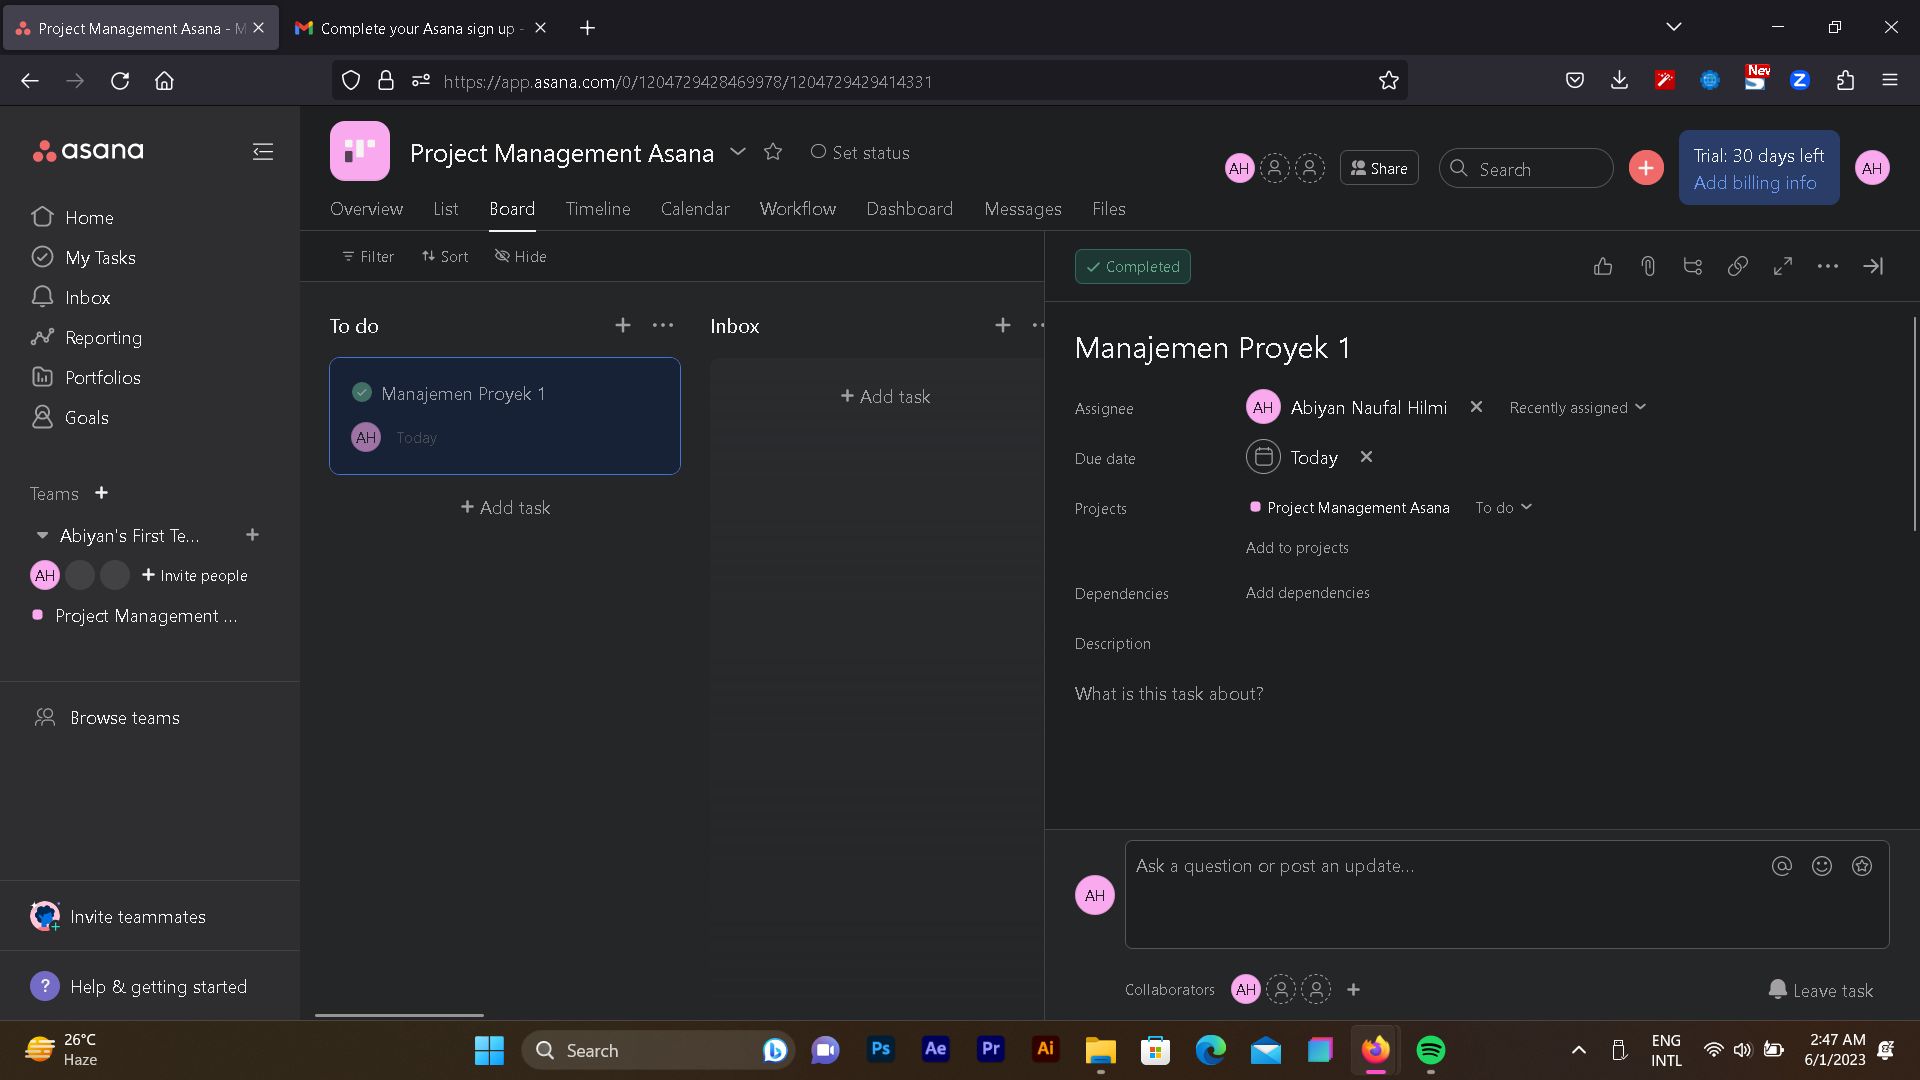 Project Management Asana - M
Complete your Asana sign up -
https://app.asana.com/0/1204729428469978/1204729429414331
New
asana
Home
My Tasks
Inbox
Reporting
Portfolios
Goals
Teams
Abiyan's First Te...
AH
Invite people
Project Management ...
Browse teams
Invite teammates
? Help & getting started
Project Management Asana
Set status
AH
Share
Search
Trial: 30 days left
Add billing info
AH
Overview
List
Board
Timeline
Calendar
Workflow
Dashboard
Messages
Files
Filter
Sort
Hide
To do
Manajemen Proyek 1
AH
Today
+ Add task
Inbox
+ Add task
Completed
Manajemen Proyek 1
Assignee
AH
Abiyan Naufal Hilmi
Recently assigned
Due date
Today
Projects
Project Management Asana
To do
Add to projects
Dependencies
Add dependencies
Description
What is this task about?
AH
Ask a question or post an update...
Collaborators
AH
Leave task
26°C
Haze
Search
Ps
Ae
Pr
Ai
ENG
INTL
2:47 AM
6/1/2023